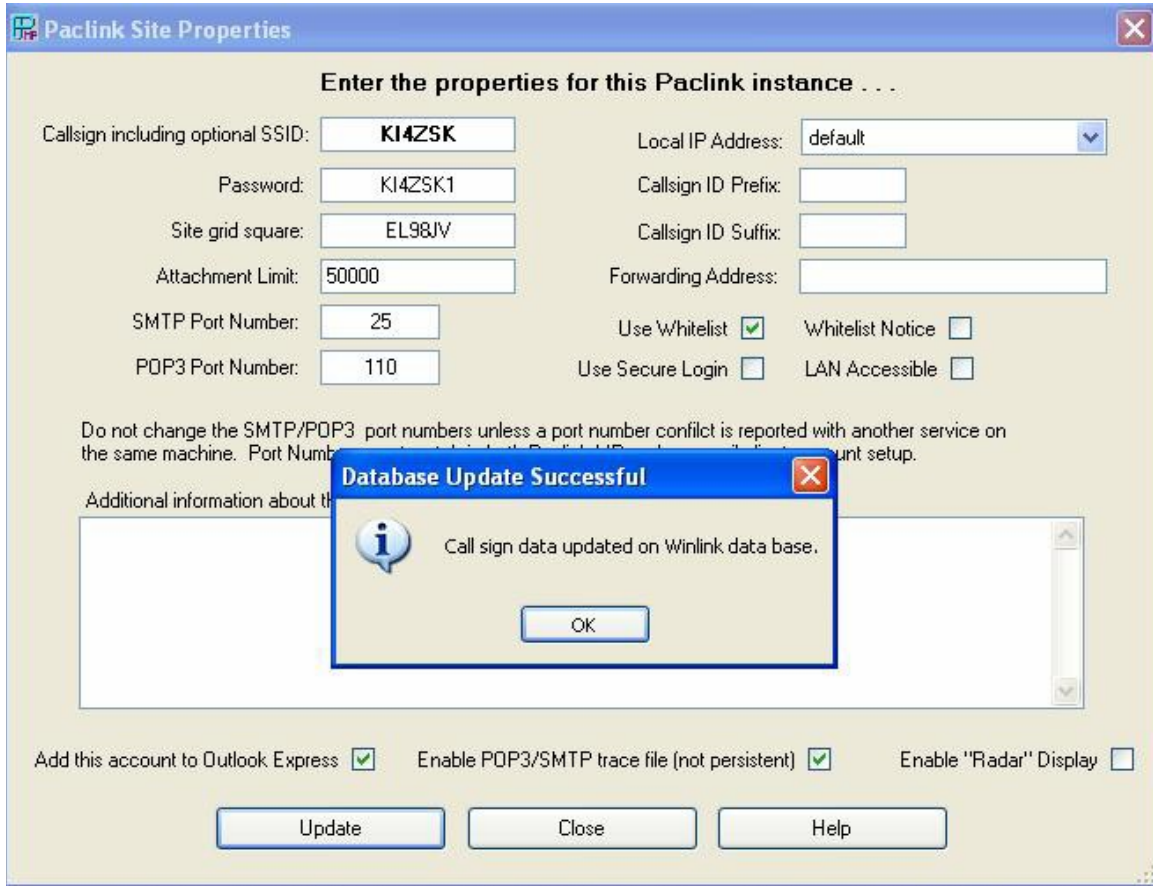 Paclink Site Properties
Enter the properties for this Paclink instance . . .
Callsign including optional SSID: KI4ZSK
Local IP Address: default
Password: KI4ZSK1
Callsign ID Prefix:
Site grid square: EL98JV
Callsign ID Suffix:
Attachment Limit: 50000
Forwarding Address:
SMTP Port Number: 25
Use Whitelist
Whitelist Notice
POP3 Port Number: 110
Use Secure Login
LAN Accessible
Do not change the SMTP/POP3 port numbers unless a port number confilct is reported with another service on
the same machine. Port setup.
Database Update Successful
Additional information about
Call sign data updated on Winlink data base.
OK
Add this account to Outlook Express
Enable POP3/SMTP trace file (not persistent)
Enable "Radar" Display
Update
Close
Help